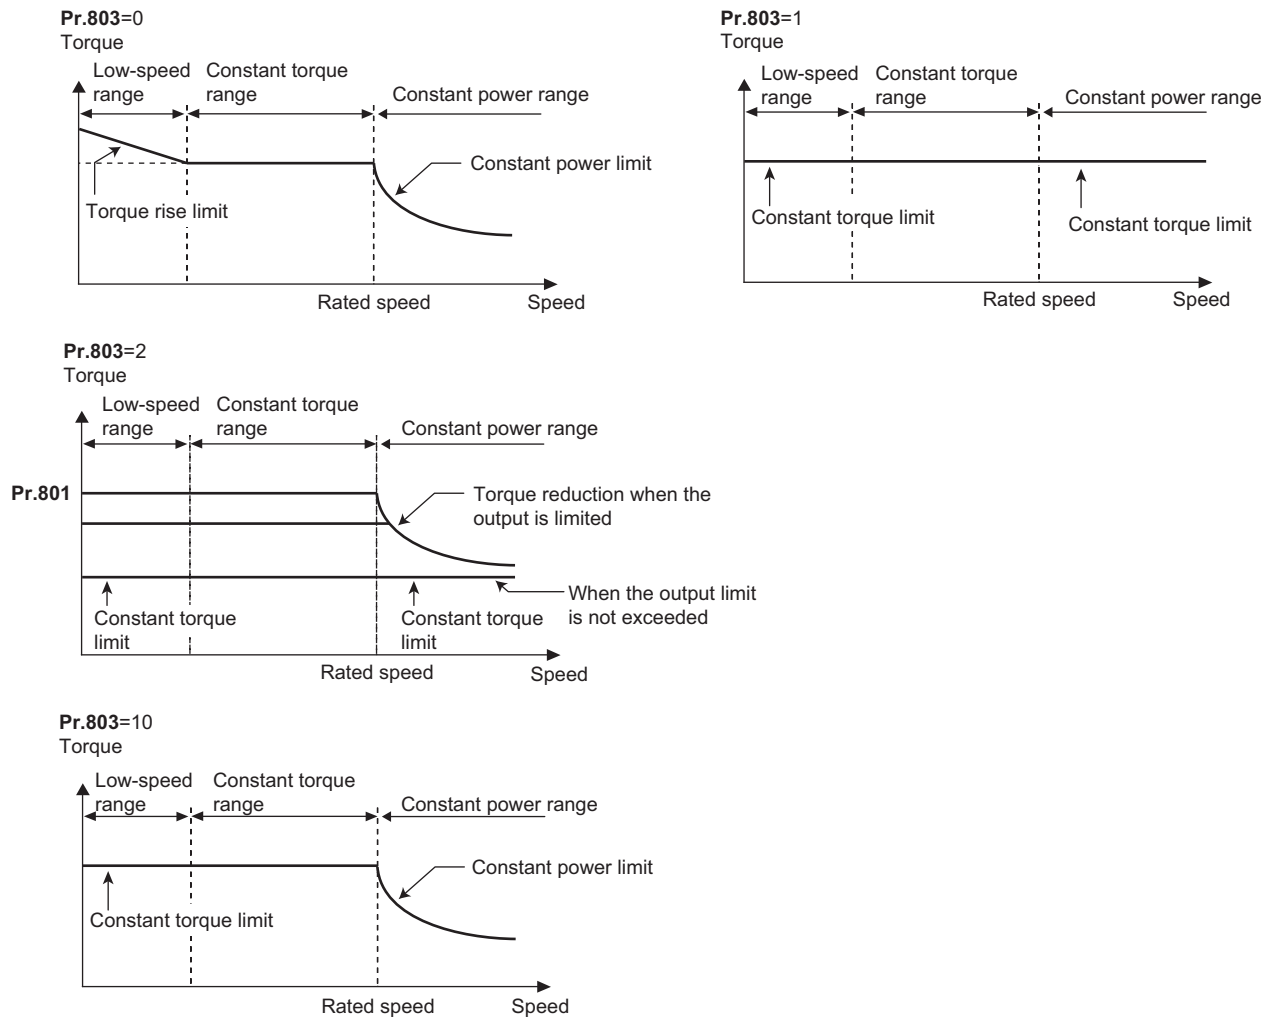 Pr.803=0
Torque
Low-speed range
Constant torque range
Constant power range
Constant power limit
Torque rise limit
Rated speed
Speed
Pr.803=1
Torque
Low-speed range
Constant torque range
Constant power range
Constant torque limit
Constant torque limit
Rated speed
Speed
Pr.803=2
Torque
Low-speed range
Constant torque range
Constant power range
Pr.801
Torque reduction when the
output is limited
When the output limit
is not exceeded
Constant torque
limit
Constant torque
limit
Rated speed
Speed
Pr.803=10
Torque
Low-speed range
Constant torque range
Constant power range
Constant power limit
Constant torque limit
Rated speed
Speed